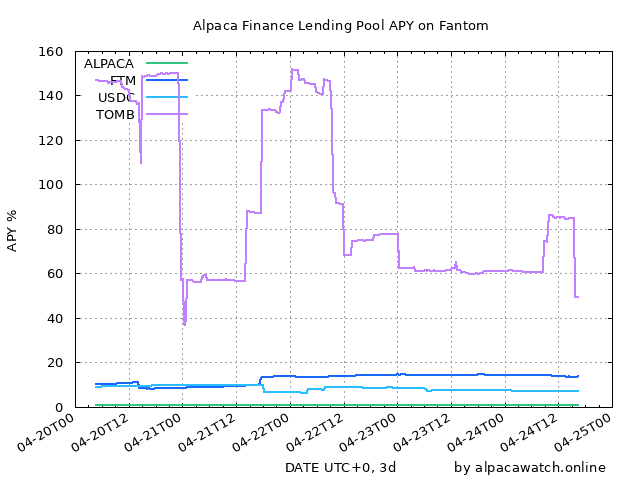 Alpaca Finance Lending Pool APY on Fantom
160
140
120
100
80
60
40
20
0
APY %
ALPACA
FTM
USDC
TOMB
04-20T00
04-20T12
04-21T00
04-21T12
04-22T00
04-22T12
04-23T00
04-23T12
04-24T00
04-24T12
04-25T00
DATE UTC+0, 3d
by alpacawatch.online